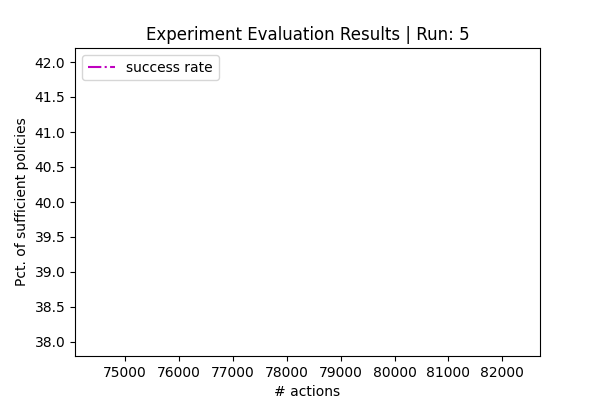 Experiment Evaluation Results | Run: 5
success rate
Pct. of sufficient policies
42.0
41.5
41.0
40.5
40.0
39.5
39.0
38.5
38.0
75000 76000 77000 78000 79000 80000 81000 82000
# actions